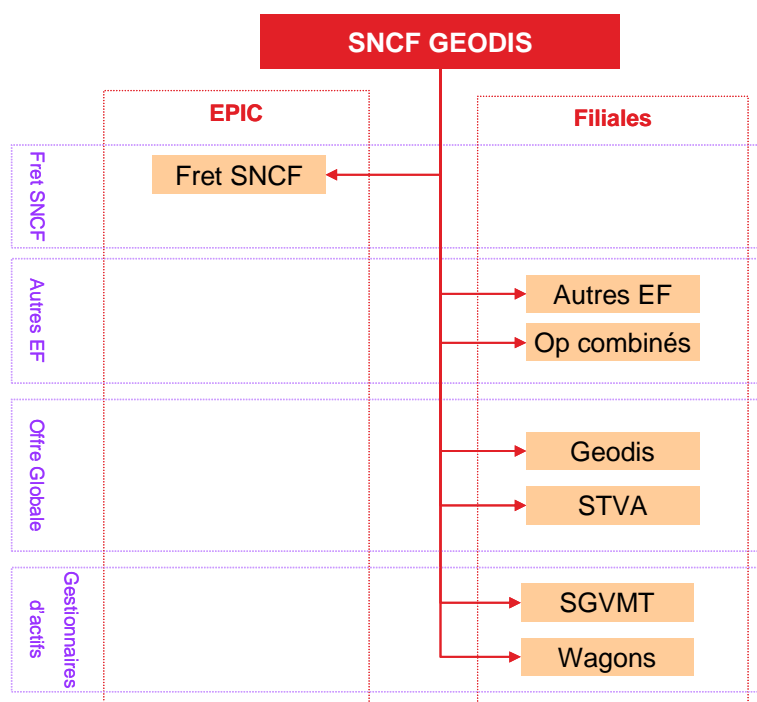 SNCF GEODIS
EPIC
Filiales
Fret SNCF
Fret SNCF
Autres EF
Autres EF
Op combinés
Offre Globale
Geodis
STVA
Gestionnaires
d'actifs
SGVMT
Wagons